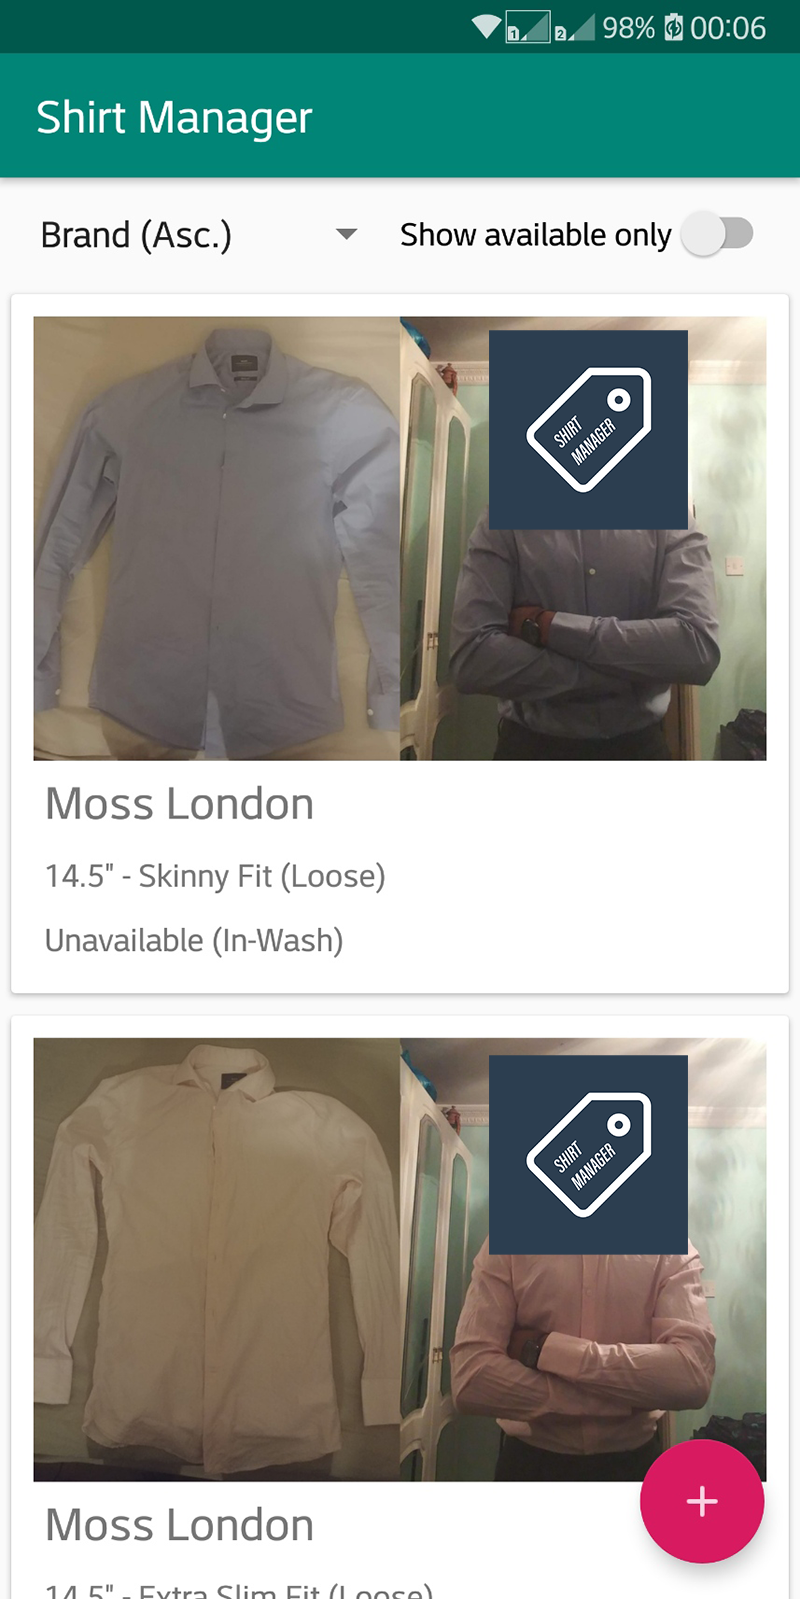 98% 00:06
Shirt Manager
Brand (Asc.) Show available only
SHIRT
MANAGER
Moss London
14.5" - Skinny Fit (Loose)
Unavailable (In-Wash)
SHIRT
MANAGER
Moss London
14.5" - Extra Slim Fit (Loose)